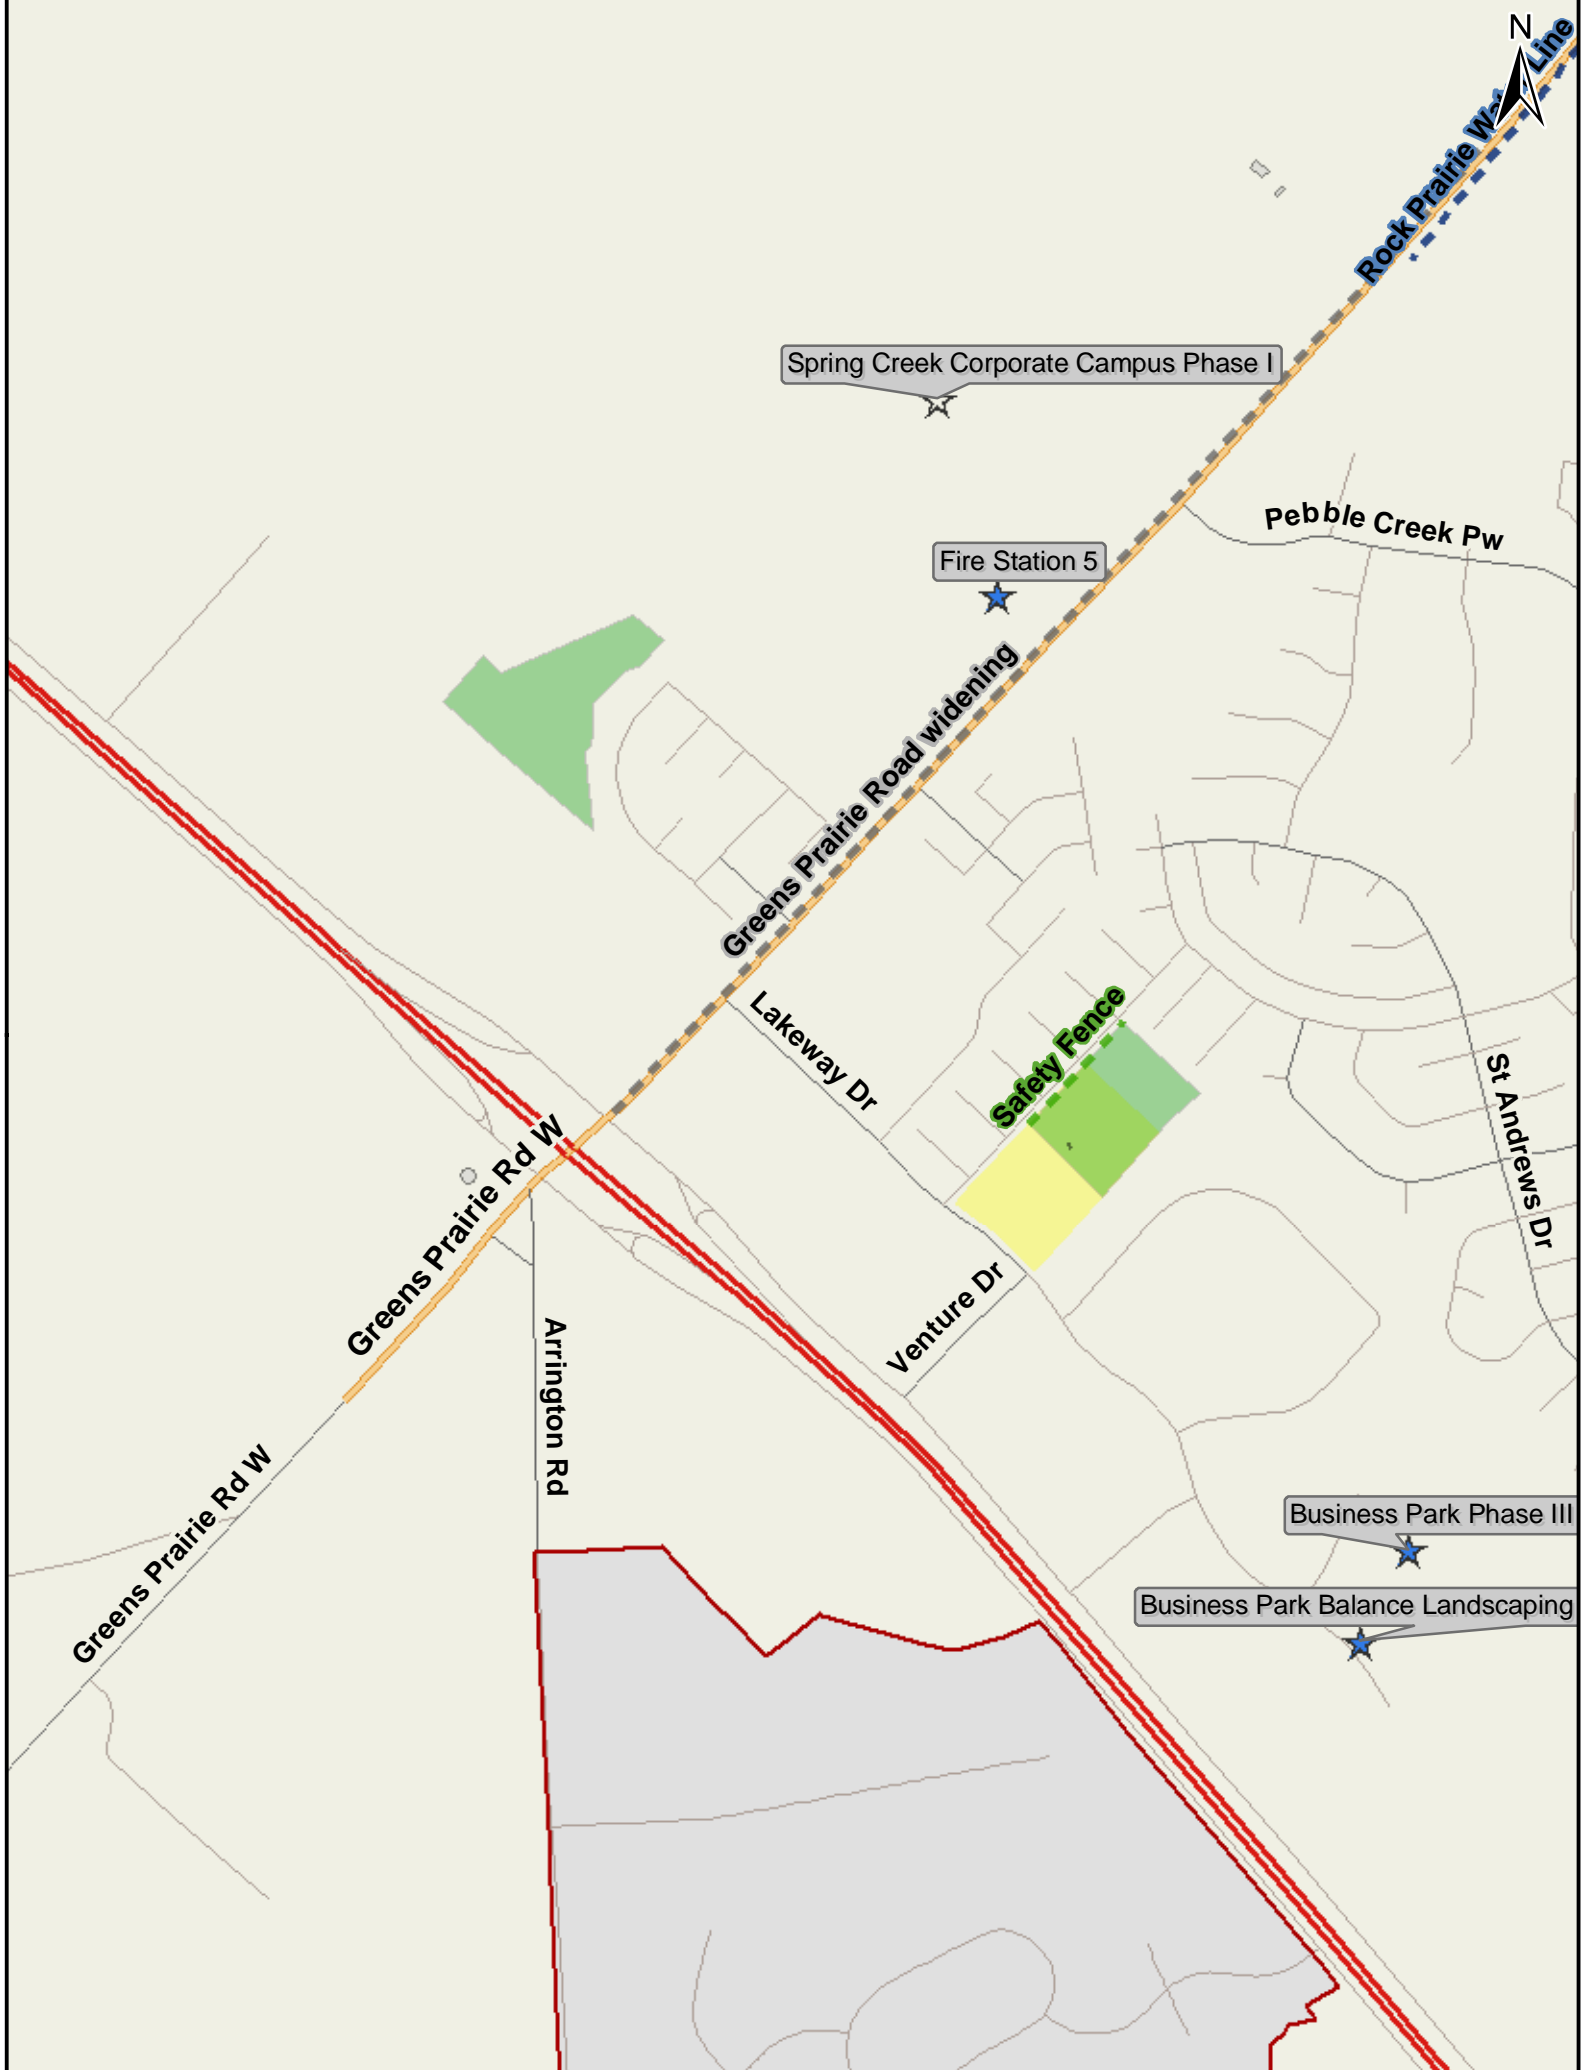 N
Rock Prairie Water Line
Spring Creek Corporate Campus Phase I
Pebble Creek Pw
Fire Station 5
Greens Prairie Road widening
Lakeway Dr
Safety Fence
St Andrews Dr
Greens Prairie Rd W
Venture Dr
Arrington Rd
Greens Prairie Rd W
Business Park Phase III
Business Park Balance Landscaping